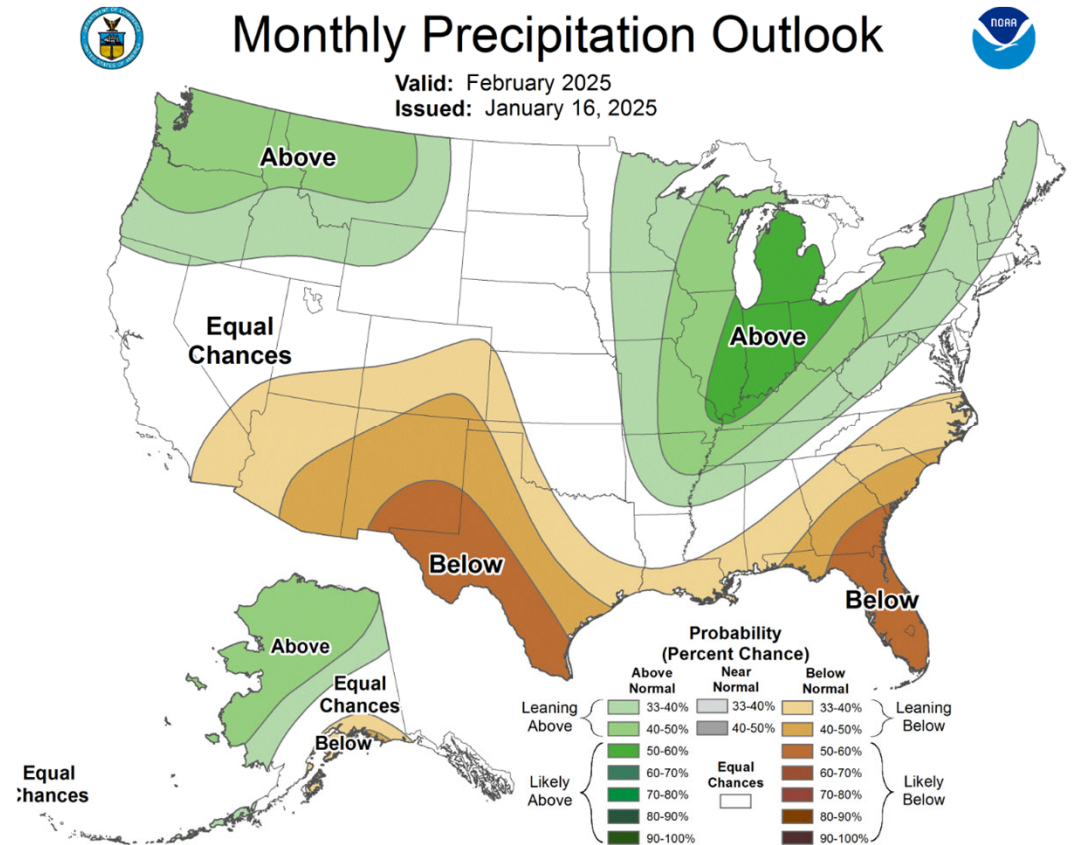 Monthly Precipitation Outlook
NOAA
Valid: February 2025
Issued: January 16, 2025
Above
Equal
Chances
Above
Below
Below
Above
Equal
Chances
Below
Equal
Chances
Probability
(Percent Chance)
Above
Normal
Near
Normal
Below
Normal
Leaning
Above
33-40%
33-40%
33-40%
Leaning
Below
40-50%
40-50%
40-50%
Likely
Above
50-60%
50-60%
Likely
Below
60-70%
60-70%
70-80%
70-80%
80-90%
80-90%
90-100%
90-100%
Equal
Chances